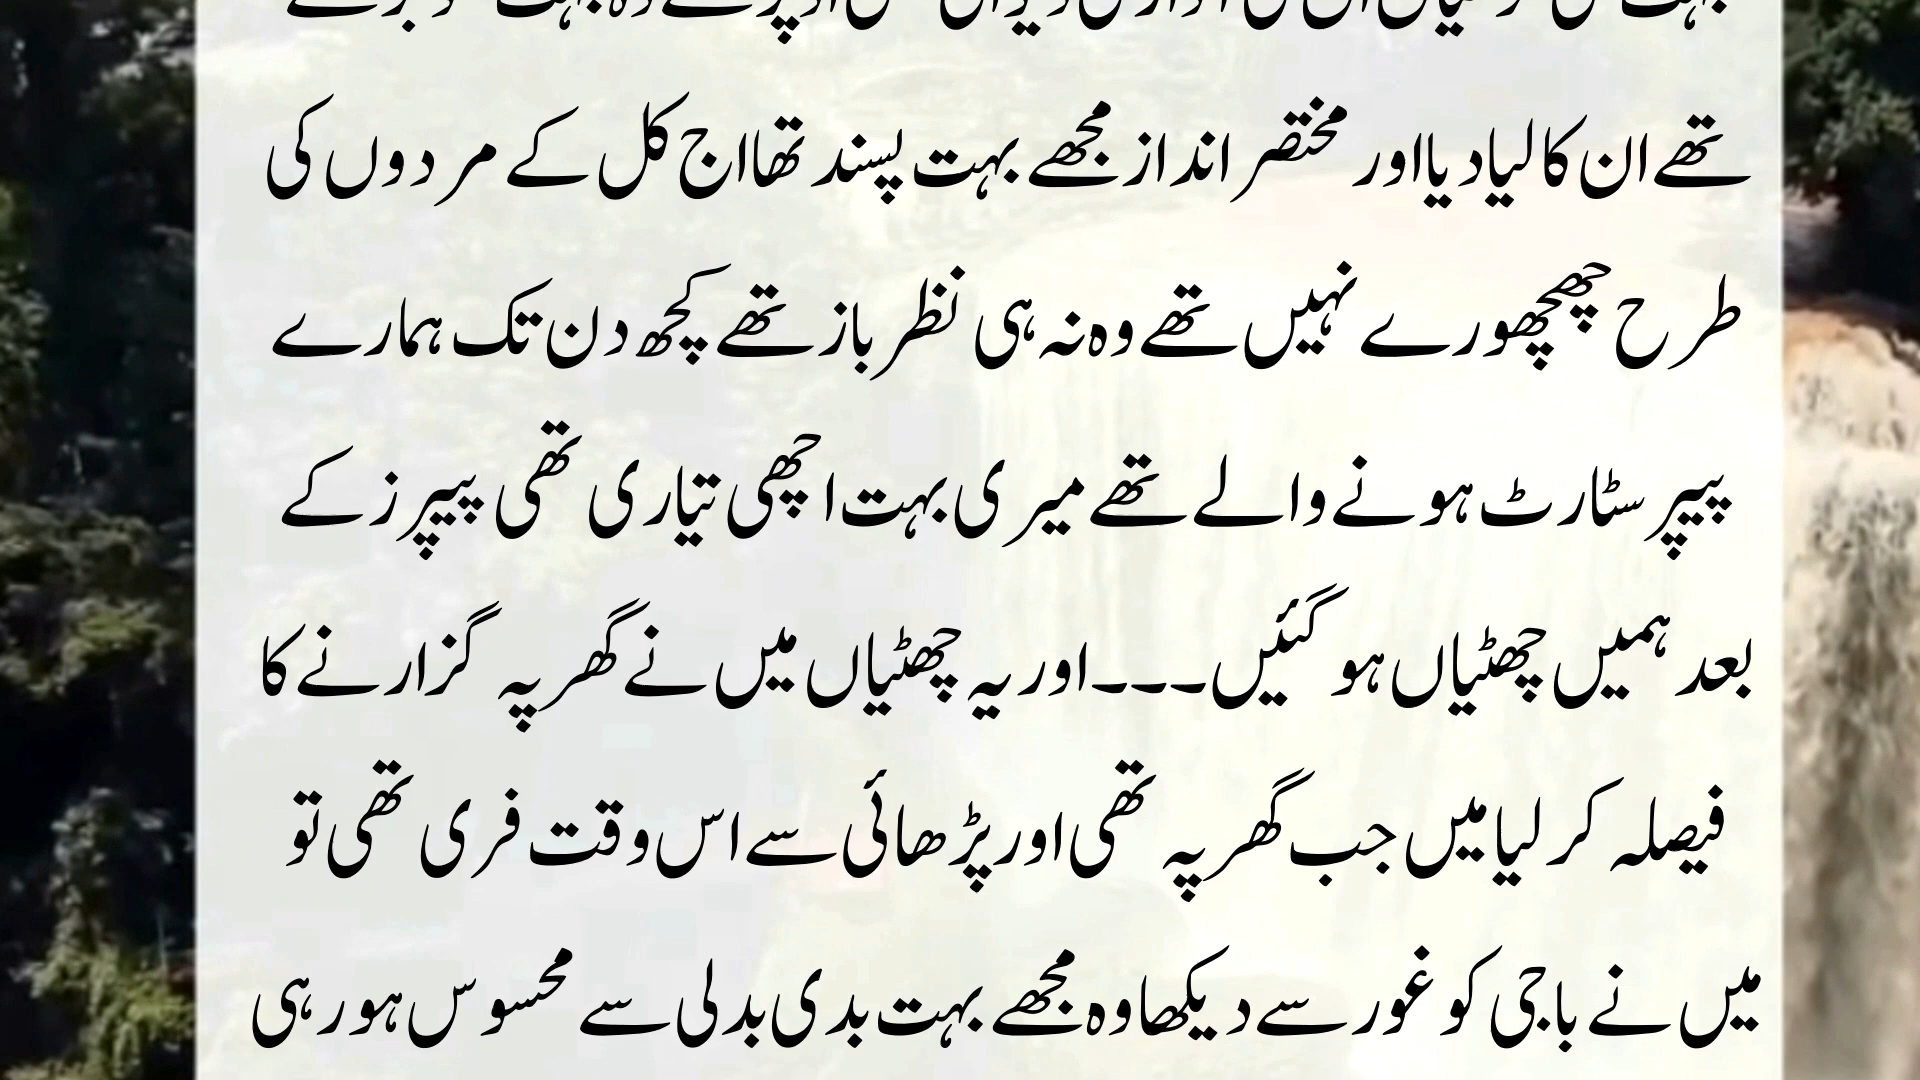 تھے ان کا لیا دیا اور مختصر انداز مجھے بہت پسند تھا اج کل کے مردوں کی
طرح چھچھورے نہیں تھے وہ نہ ہی نظر باز تھے کچھ دن تک ہمارے
پیپر سٹارٹ ہونے والے تھے میری بہت اچھی تیاری تھی پیپرز کے
بعد ہمیں چھٹیاں ہو گئیں۔۔۔اور یہ چھٹیاں میں نے گھر پہ گزارنے کا
فیصلہ کر لیا میں جب گھر پہ تھی اور پڑھائی سے اس وقت فری تھی تو
میں نے باجی کو غور سے دیکھا وہ مجھے بہت بدی بدلی سے محسوس ہو رہی